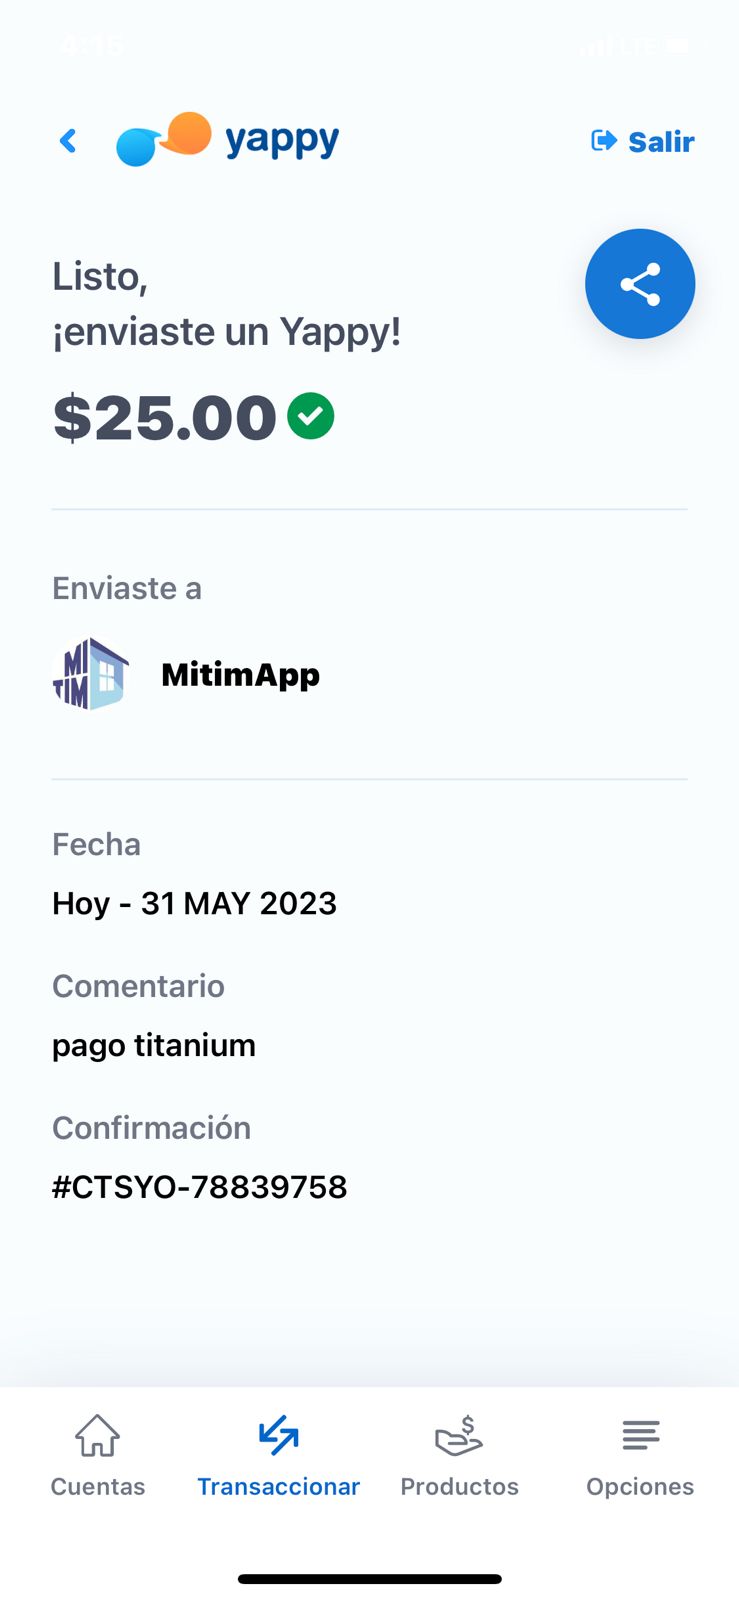 4:15
LTE
yappy
Salir
Listo,
¡enviaste un Yappy!
$25.00
Enviaste a
MI
TIM
MitimApp
Fecha
Hoy - 31 MAY 2023
Comentario
pago titanium
Confirmación
#CTSYO-78839758
Cuentas
Transaccionar
Productos
Opciones